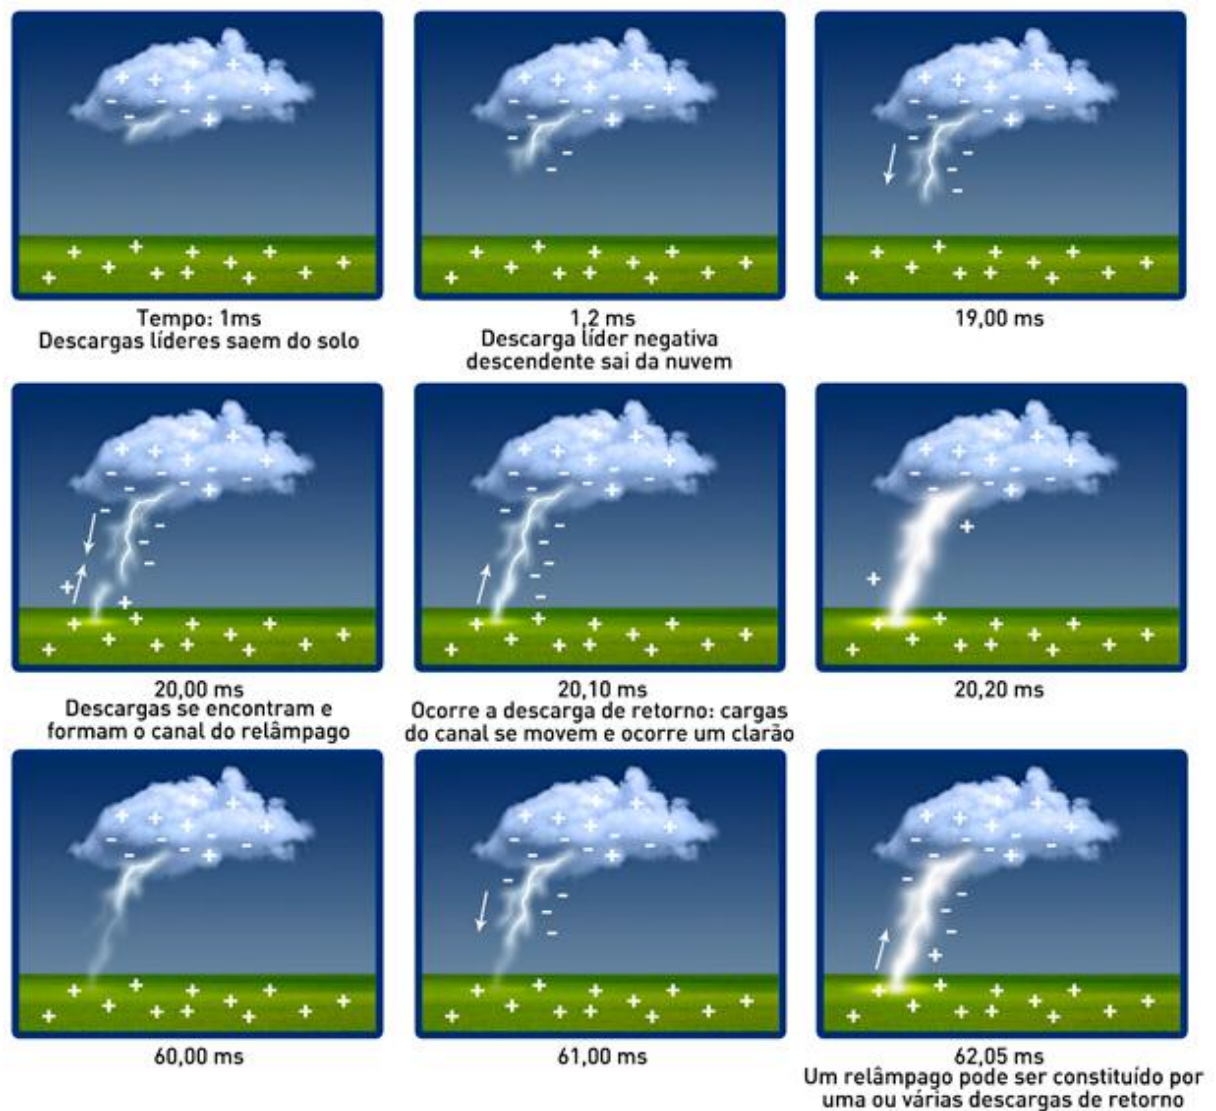 Tempo: 1ms
Descargas líderes saem do solo
1,2 ms
Descarga líder negativa
descendente sai da nuvem
19,00 ms
20,00 ms
Descargas se encontram e
formam o canal do relâmpago
20,10 ms
Ocorre a descarga de retorno: cargas
do canal se movem e ocorre um clarão
20,20 ms
60,00 ms
61,00 ms
62,05 ms
Um relâmpago pode ser constituído por
uma ou várias descargas de retorno